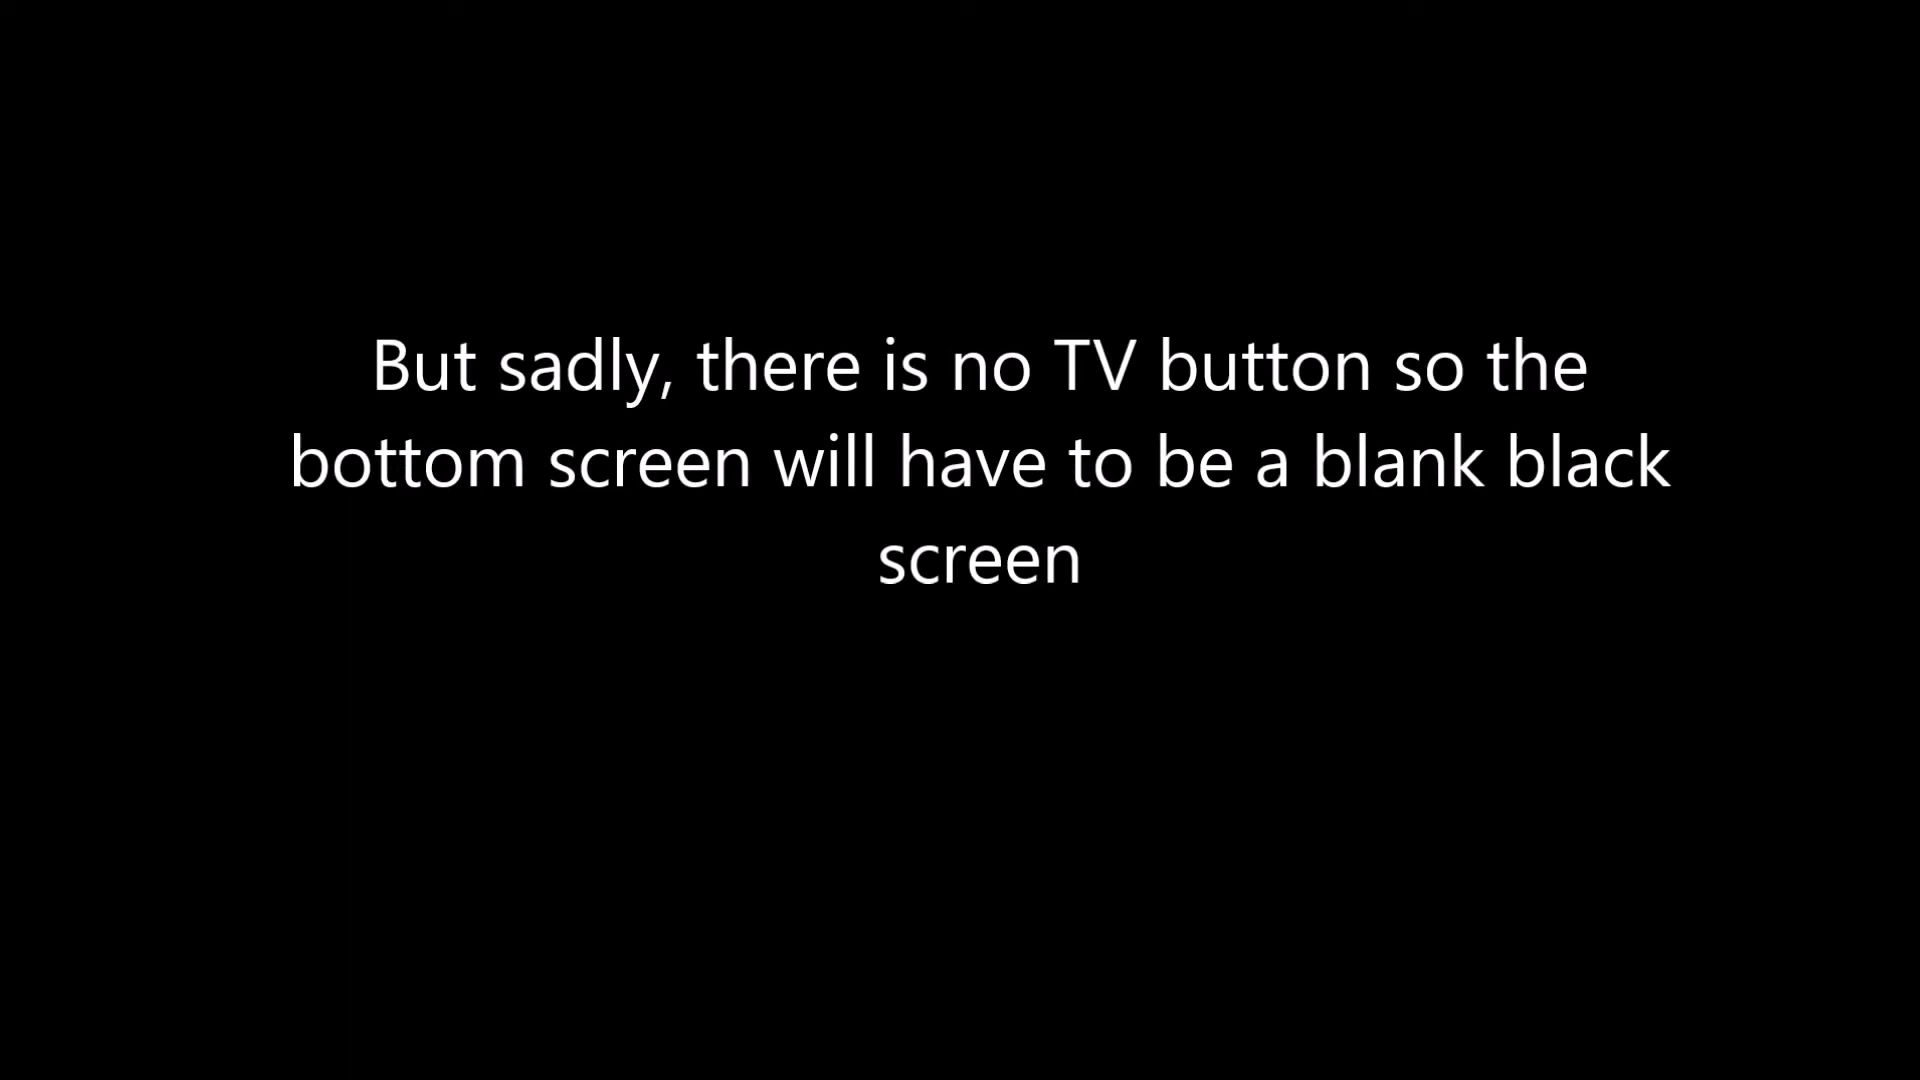 But sadly, there is no TV button so the
bottom screen will have to be a blank black
screen